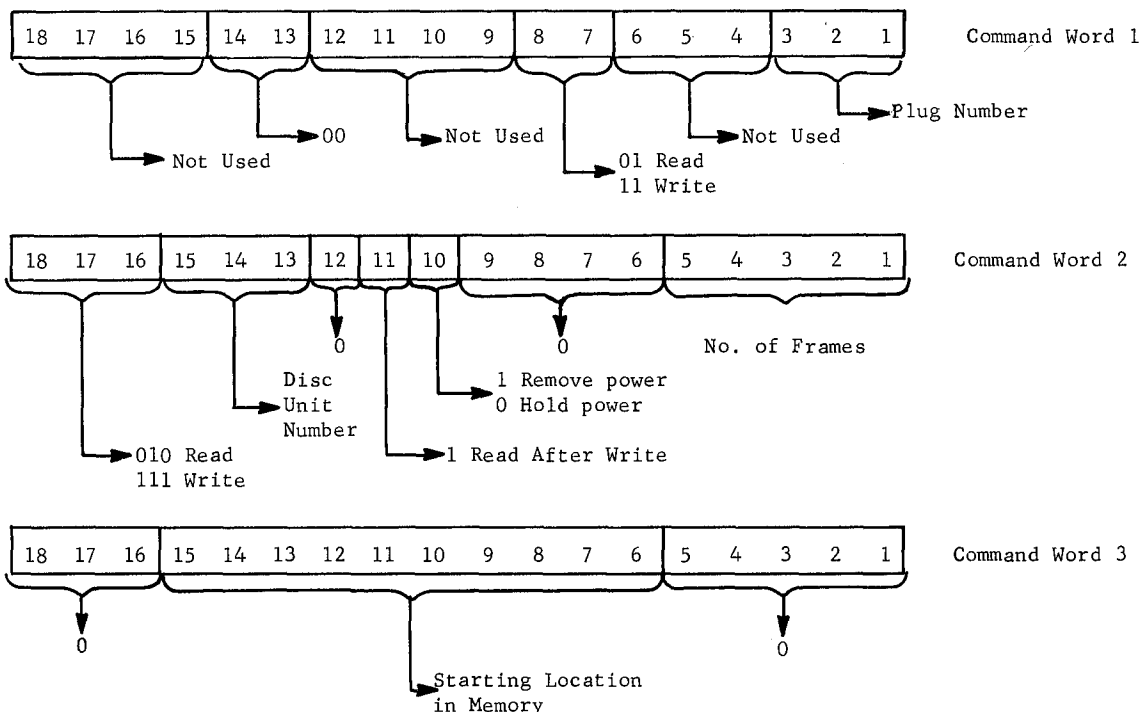 18 17 16 15 14 13 12 11 10 9 8 7 6 5 4 3 2 1 Command Word 1
Plug Number
00
Not Used
Not Used
Not Used
01 Read
11 Write
18 17 16 15 14 13 12 11 10 9 8 7 6 5 4 3 2 1 Command Word 2
0
0
No. of Frames
1 Remove power
0 Hold power
Disc
Unit
Number
010 Read
111 Write
1 Read After Write
18 17 16 15 14 13 12 11 10 9 8 7 6 5 4 3 2 1 Command Word 3
0
0
Starting Location
in Memory